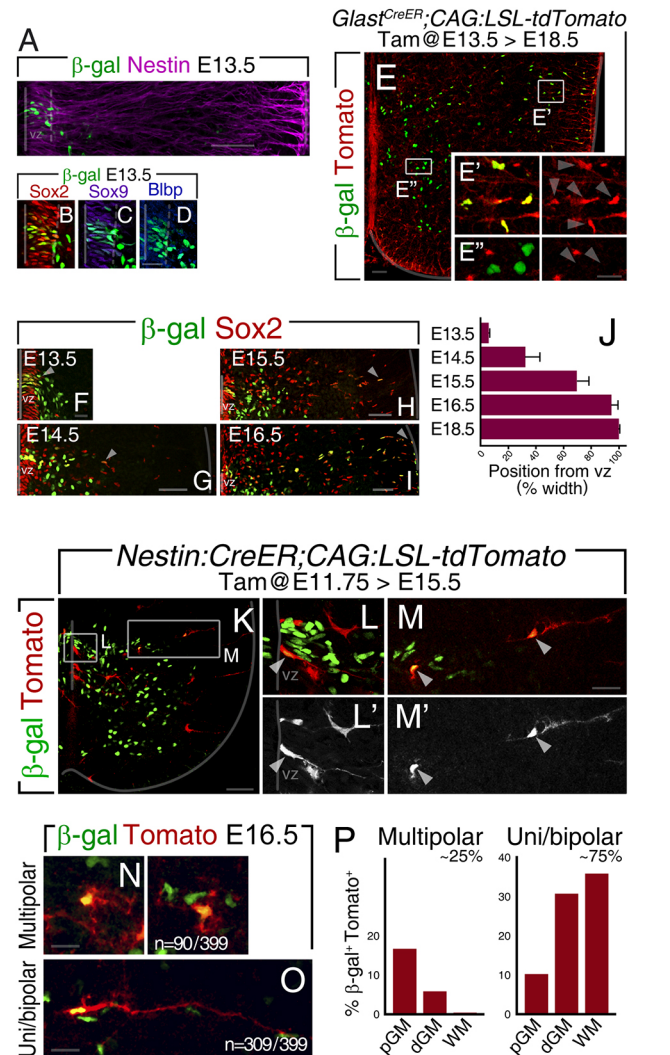 A
β-gal Nestin E13.5
vz
β-gal E13.5
Sox2 Sox9 Blbp
B C D
GlastCreER;CAG:LSL-tdTomato
Tam@E13.5 > E18.5
β-gal Tomato
E
E'
E"
E'
E"
β-gal Sox2
E13.5
vz
F
E15.5
vz
H
E14.5
vz
G
E16.5
vz
I
J
E13.5
E14.5
E15.5
E16.5
E18.5
0 20 40 60 80 100
Position from vz
(% width)
Nestin:CreER;CAG:LSL-tdTomato
Tam@E11.75 > E15.5
β-gal Tomato
K
L
M
L
vz
M
L'
vz
M'
β-gal Tomato E16.5
Multipolar
N
n=90/399
Uni/bipolar
O
n=309/399
P
Multipolar
~25%
Uni/bipolar
~75%
% β-gal+ Tomato+
20
10
0
pGM dGM WM
40
30
20
10
0
pGM dGM WM